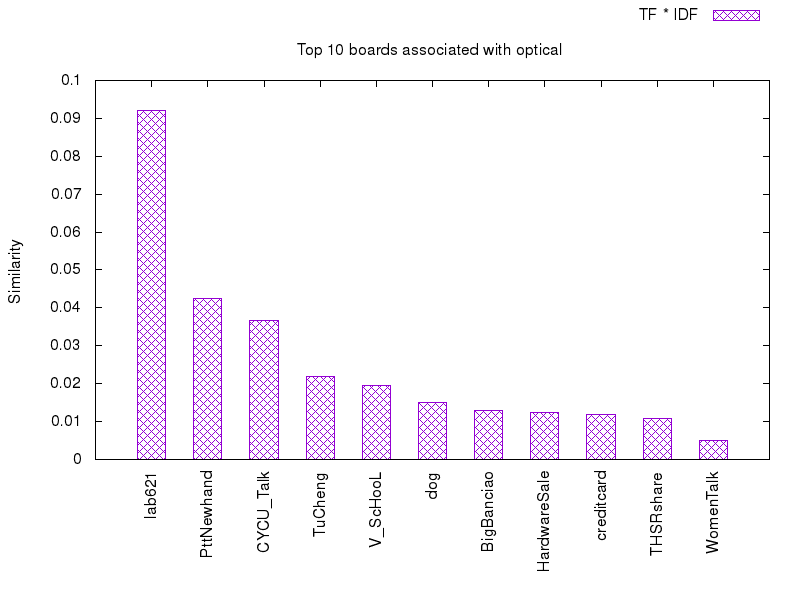 TF * IDF
Top 10 boards associated with optical
0.1
0.09
0.08
0.07
0.06
0.05
0.04
0.03
0.02
0.01
0
Similarity
lab621
PttNewhand
CYCU_Talk
TuCheng
V_ScHooL
dog
BigBanciao
HardwareSale
creditcard
THSRshare
WomenTalk